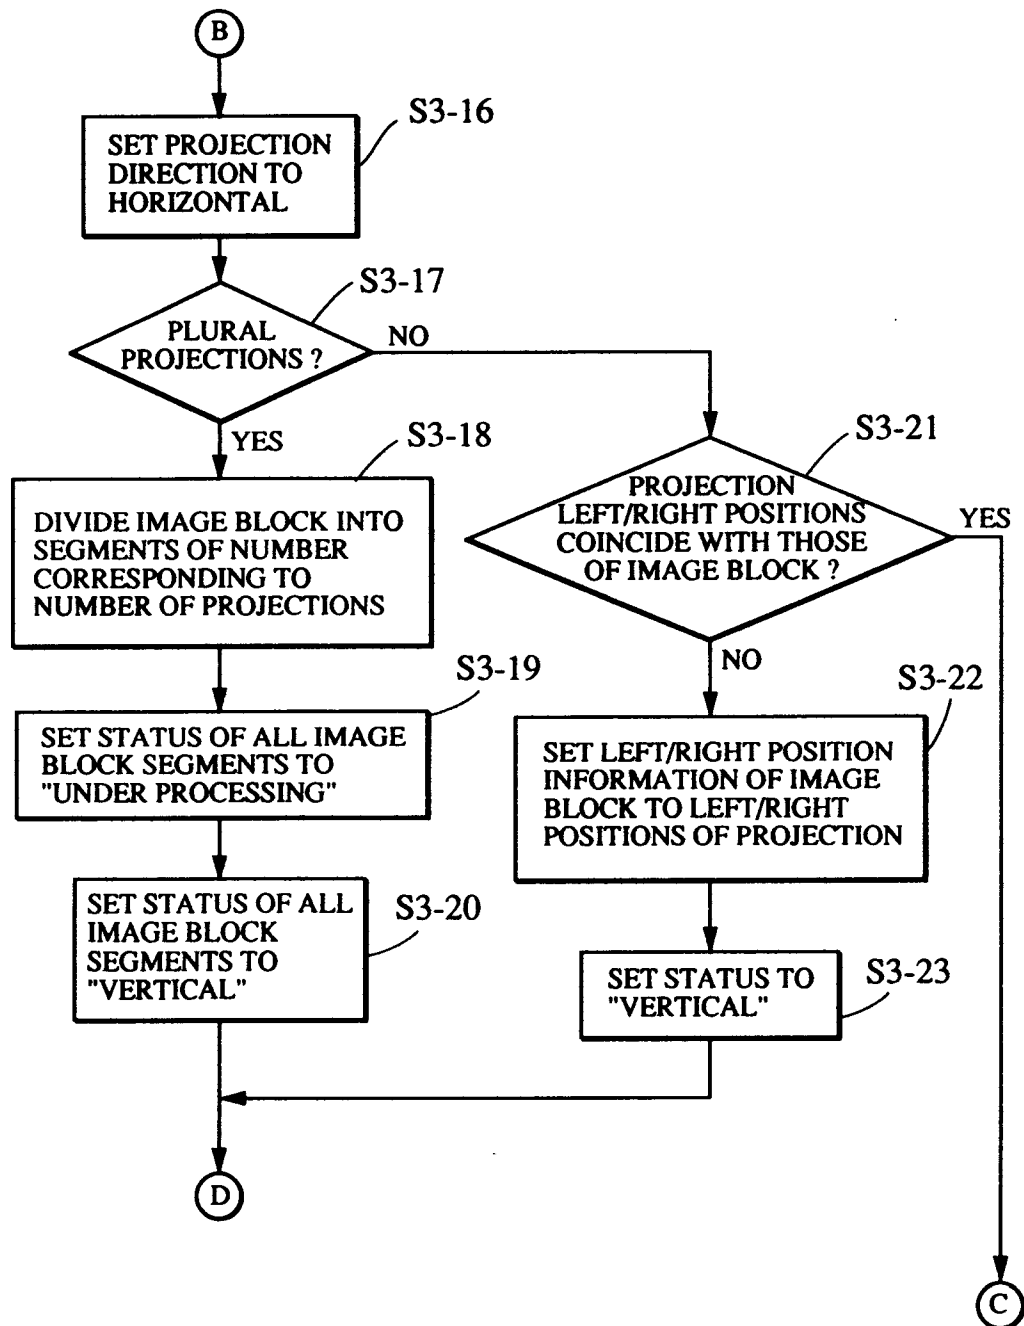 B
S3-16
SET PROJECTION
DIRECTION TO
HORIZONTAL
S3-17
PLURAL
PROJECTIONS ?
NO
YES
S3-18
DIVIDE IMAGE BLOCK INTO
SEGMENTS OF NUMBER
CORRESPONDING TO
NUMBER OF PROJECTIONS
S3-19
SET STATUS OF ALL IMAGE
BLOCK SEGMENTS TO
"UNDER PROCESSING"
S3-20
SET STATUS OF ALL
IMAGE BLOCK
SEGMENTS TO
"VERTICAL"
S3-21
PROJECTION
LEFT/RIGHT POSITIONS
COINCIDE WITH THOSE
OF IMAGE BLOCK ?
YES
NO
S3-22
SET LEFT/RIGHT POSITION
INFORMATION OF IMAGE
BLOCK TO LEFT/RIGHT
POSITIONS OF PROJECTION
S3-23
SET STATUS TO
"VERTICAL"
D
C